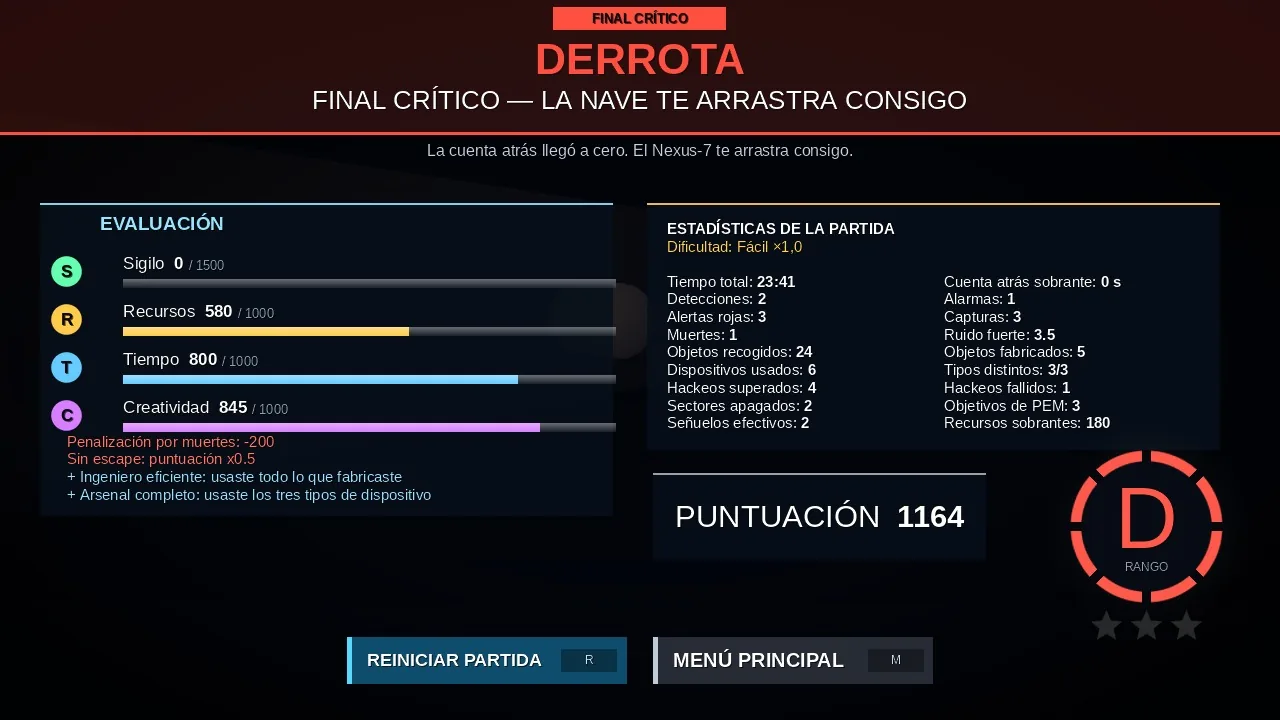 FINAL CRÍTICO
DERROTA
FINAL CRÍTICO — LA NAVE TE ARRASTRA CONSIGO
La cuenta atrás llegó a cero. El Nexus-7 te arrastra consigo.
EVALUACIÓN
S Sigilo 0 / 1500
R Recursos 580 / 1000
T Tiempo 800 / 1000
C Creatividad 845 / 1000
Penalización por muertes: -200
Sin escape: puntuación x0.5
+ Ingeniero eficiente: usaste todo lo que fabricaste
+ Arsenal completo: usaste los tres tipos de dispositivo
ESTADÍSTICAS DE LA PARTIDA
Dificultad: Fácil ×1,0
Tiempo total: 23:41
Detecciones: 2
Alertas rojas: 3
Muertes: 1
Objetos recogidos: 24
Dispositivos usados: 6
Hackeos superados: 4
Sectores apagados: 2
Señuelos efectivos: 2
Cuenta atrás sobrante: 0 s
Alarmas: 1
Capturas: 3
Ruido fuerte: 3.5
Objetos fabricados: 5
Tipos distintos: 3/3
Hackeos fallidos: 1
Objetivos de PEM: 3
Recursos sobrantes: 180
PUNTUACIÓN 1164
D
RANGO
REINICIAR PARTIDA R
MENÚ PRINCIPAL M